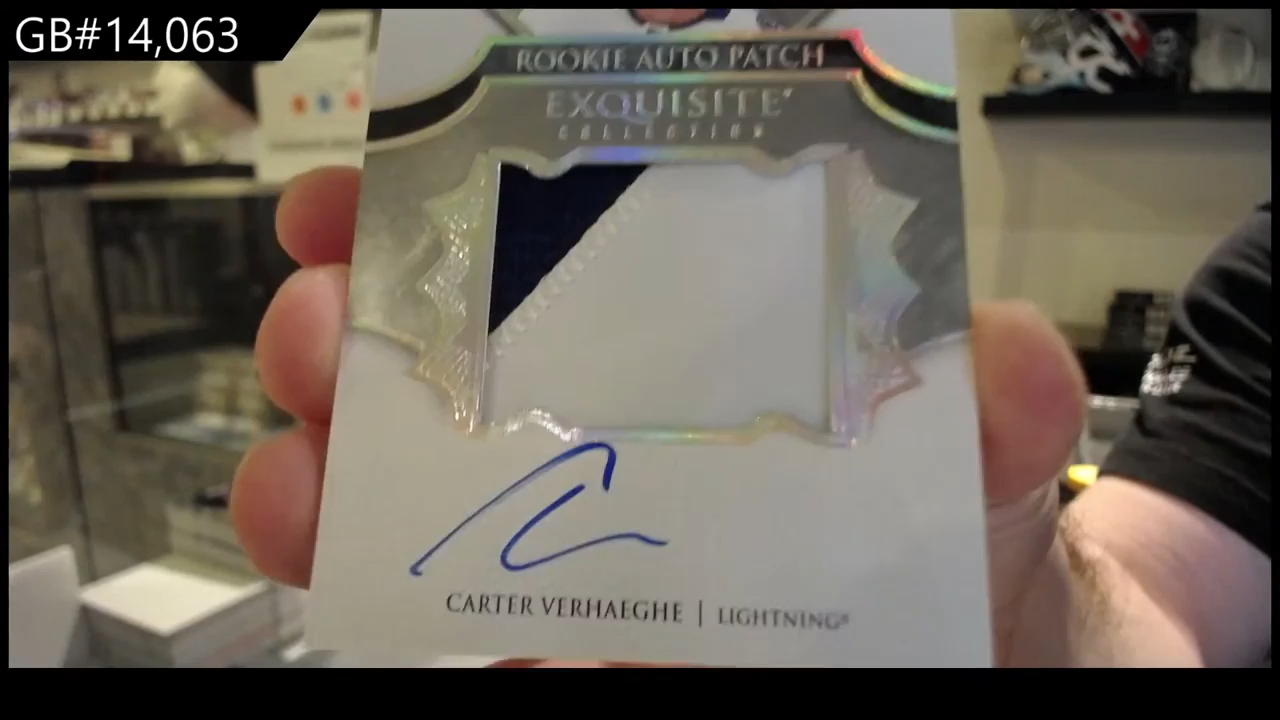 GB#14,063
ROOKIE AUTO PATCH
EXQUISITE
COLLECTION
CARTER VERHAEGHE | LIGHTNING